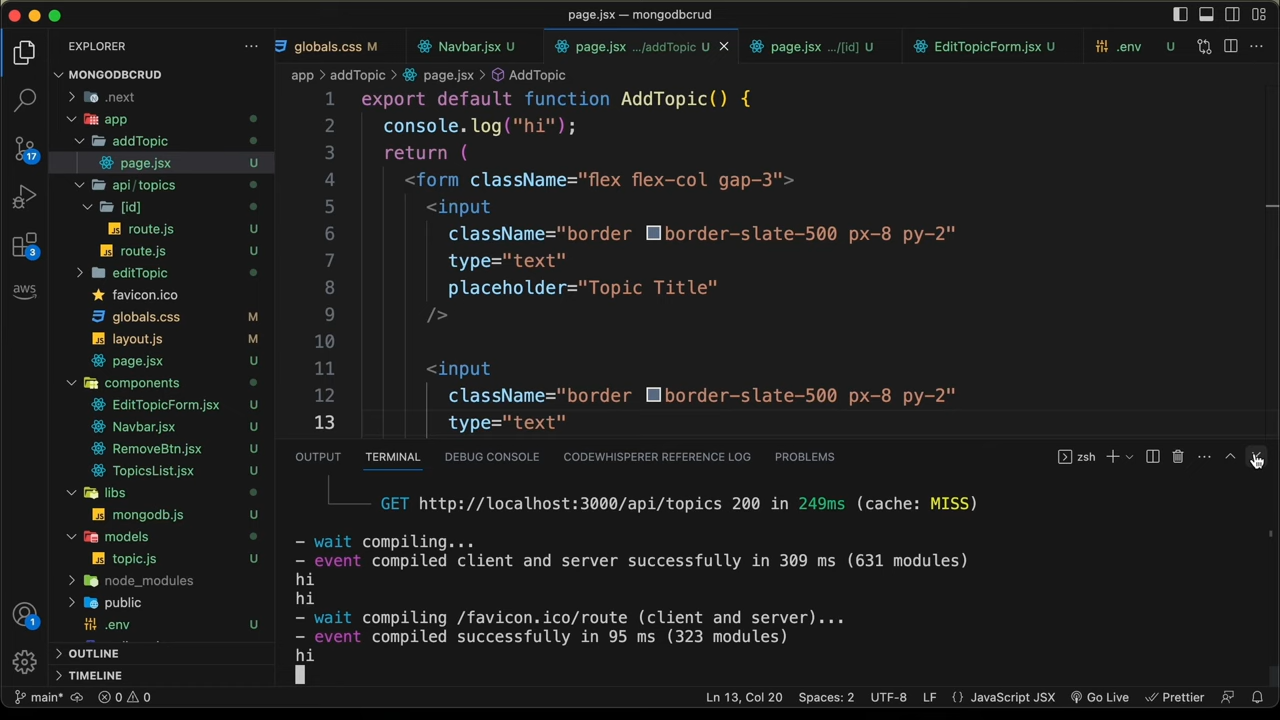 page.jsx — mongodbcrud
EXPLORER
MONGODBCRUD
.next
app
addTopic
page.jsx U
api/topics
[id]
route.js U
route.js U
editTopic
favicon.ico
globals.css M
layout.js M
page.jsx U
components
EditTopicForm.jsx U
Navbar.jsx U
RemoveBtn.jsx U
TopicsList.jsx U
libs
mongodb.js U
models
topic.js U
node_modules
public
.env U
OUTLINE
TIMELINE
17
3
aws
1
globals.css M
Navbar.jsx U
page.jsx .../addTopic U
page.jsx .../[id] U
EditTopicForm.jsx U
.env U
app > addTopic > page.jsx > AddTopic
1 export default function AddTopic() {
2 console.log("hi");
3 return (
4 <form className="flex flex-col gap-3">
5 <input
6 className="border border-slate-500 px-8 py-2"
7 type="text"
8 placeholder="Topic Title"
9 />
10
11 <input
12 className="border border-slate-500 px-8 py-2"
13 type="text"
OUTPUT TERMINAL DEBUG CONSOLE CODEWHISPERER REFERENCE LOG PROBLEMS
zsh
GET http://localhost:3000/api/topics 200 in 249ms (cache: MISS)
- wait compiling...
- event compiled client and server successfully in 309 ms (631 modules)
hi
hi
- wait compiling /favicon.ico/route (client and server)...
- event compiled successfully in 95 ms (323 modules)
hi
main* 0 0 Ln 13, Col 20 Spaces: 2 UTF-8 LF {} JavaScript JSX Go Live Prettier